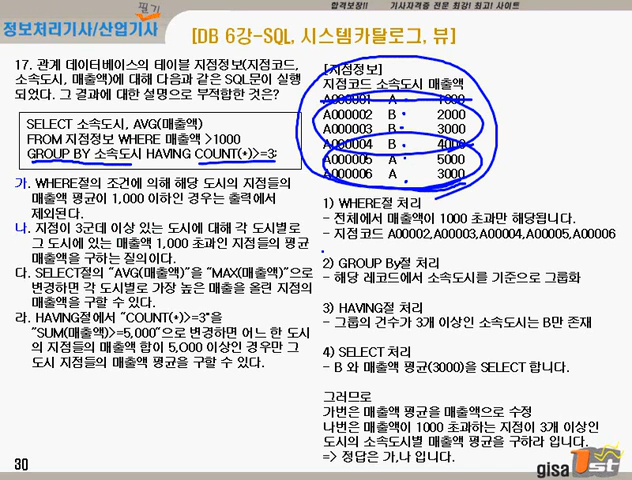 합격보장!! 기사자격증 전문 최강! 최고! 사이트
필기
정보처리기사/산업기사
[DB 6강-SQL, 시스템카탈로그, 뷰]
17. 관계 데이터베이스의 테이블 지점정보(지점코드,
소속도시, 매출액)에 대해 다음과 같은 SQL문이 실행
되었다. 그 결과에 대한 설명으로 부적합한 것은?
SELECT 소속도시, AVG(매출액)
FROM 지점정보 WHERE 매출액 >1000
GROUP BY 소속도시 HAVING COUNT(*)>=3;
가. WHERE절의 조건에 의해 해당 도시의 지점들의
매출액 평균이 1,000 이하인 경우는 출력에서
제외된다.
나. 지점이 3군데 이상 있는 도시에 대해 각 도시별로
그 도시에 있는 매출액 1,000 초과인 지점들의 평균
매출액을 구하는 질의이다.
다. SELECT절의 "AVG(매출액)"을 "MAX(매출액)"으로
변경하면 각 도시별로 가장 높은 매출을 올린 지점의
매출액을 구할 수 있다.
라. HAVING절에서 "COUNT(*)>=3"을
"SUM(매출액)>=5,000"으로 변경하면 어느 한 도시
의 지점들의 매출액 합이 5,000 이상인 경우만 그
도시 지점들의 매출액 평균을 구할 수 있다.
[지점정보]
지점코드 소속도시 매출액
A000001 A 1000
A000002 B 2000
A000003 B 3000
A000004 B 4000
A000005 A 5000
A000006 A 3000
1) WHERE절 처리
- 전체에서 매출액이 1000 초과만 해당됩니다.
- 지점코드 A00002,A00003,A00004,A00005,A00006
2) GROUP By절 처리
- 해당 레코드에서 소속도시를 기준으로 그룹화
3) HAVING절 처리
- 그룹의 건수가 3개 이상인 소속도시는 B만 존재
4) SELECT 처리
- B 와 매출액 평균(3000)을 SELECT 합니다.
그러므로
가번은 매출액 평균을 매출액으로 수정
나번은 매출액이 1000 초과하는 지점이 3개 이상인
도시의 소속도시별 매출액 평균을 구하라 입니다.
=> 정답은 가,나 입니다.
30
gisa 1st